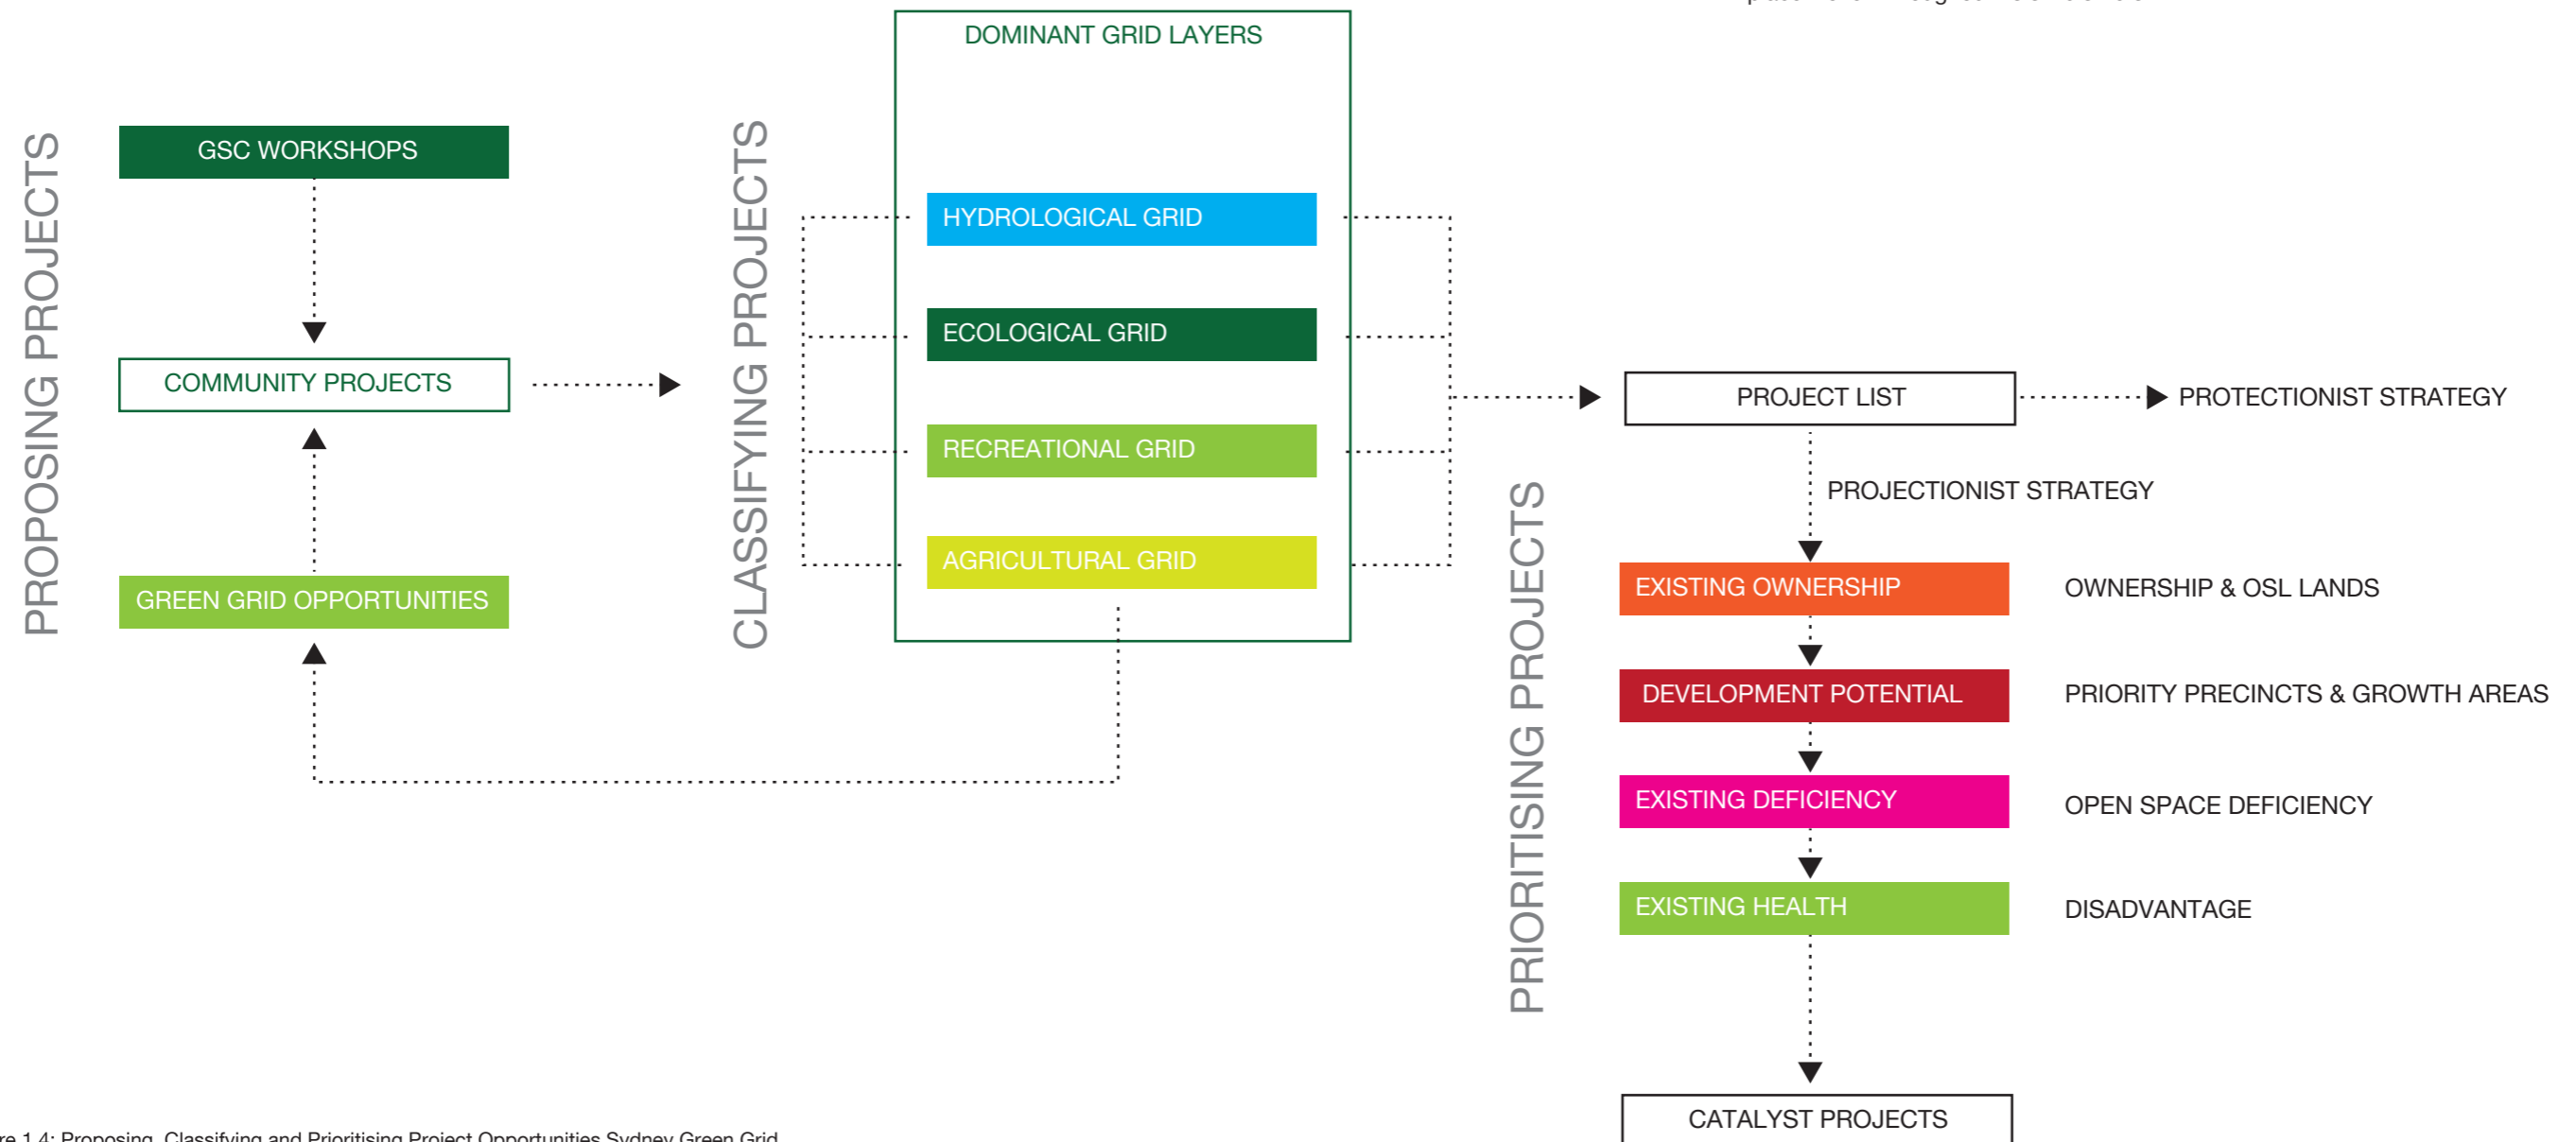 PROPOSING PROJECTS
GSC WORKSHOPS
COMMUNITY PROJECTS
GREEN GRID OPPORTUNITIES
CLASSIFYING PROJECTS
DOMINANT GRID LAYERS
HYDROLOGICAL GRID
ECOLOGICAL GRID
RECREATIONAL GRID
AGRICULTURAL GRID
PRIORITISING PROJECTS
PROJECT LIST
PROTECTIONIST STRATEGY
PROJECTIONIST STRATEGY
EXISTING OWNERSHIP
OWNERSHIP & OSL LANDS
DEVELOPMENT POTENTIAL
PRIORITY PRECINCTS & GROWTH AREAS
EXISTING DEFICIENCY
OPEN SPACE DEFICIENCY
EXISTING HEALTH
DISADVANTAGE
CATALYST PROJECTS
re 1.4: Proposing, Classifying and Prioritising Project Opportunities Sydney Green Grid